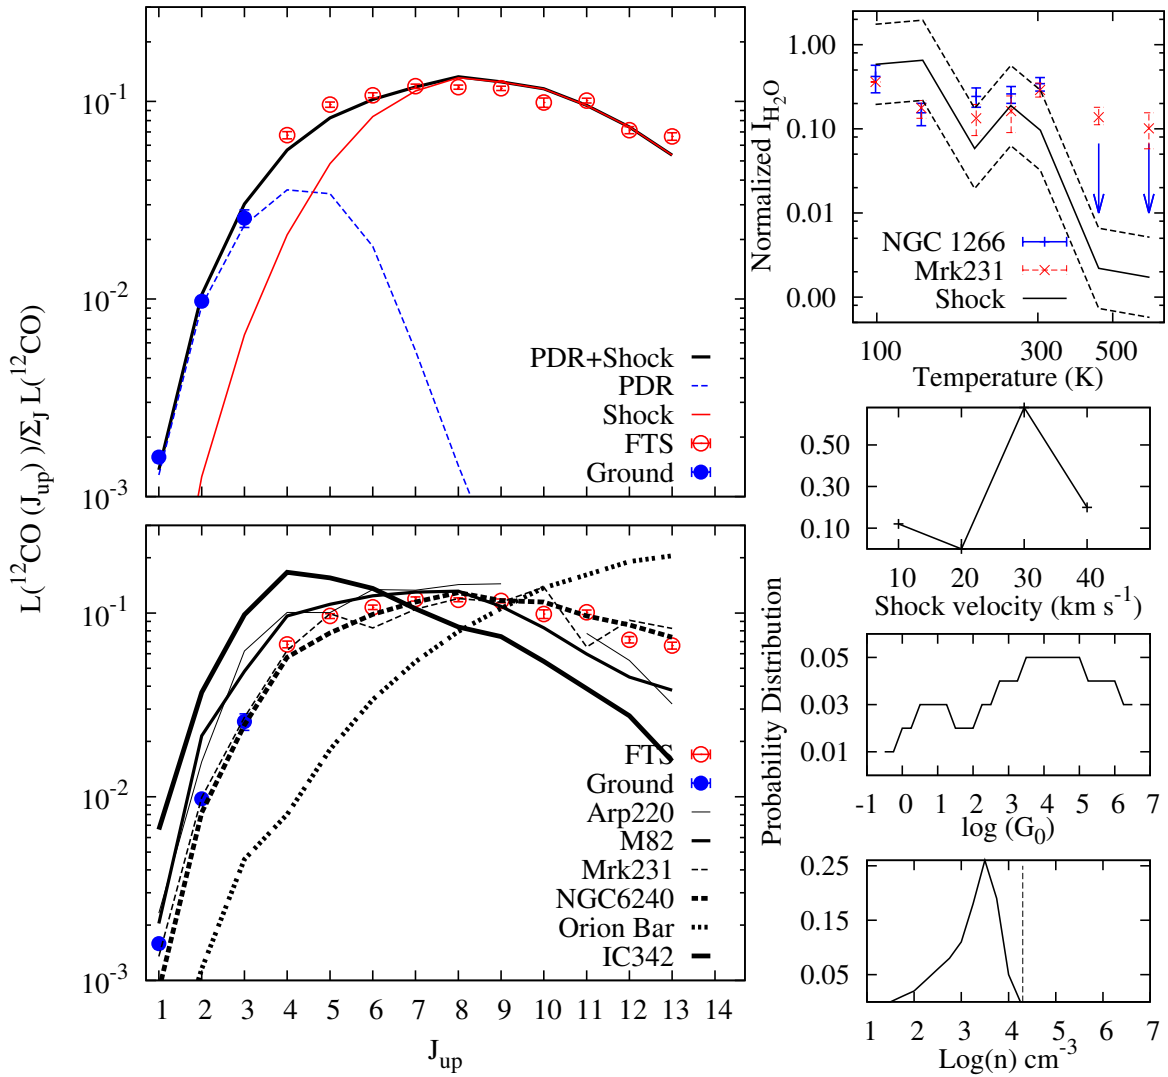 L(¹²CO (J_up) )/Σ_J L(¹²CO)
10⁻¹
10⁻²
10⁻³
PDR+Shock
PDR
Shock
FTS
Ground
10⁻¹
10⁻²
10⁻³
FTS
Ground
Arp220
M82
Mrk231
NGC6240
Orion Bar
IC342
1 2 3 4 5 6 7 8 9 10 11 12 13 14
J_up
Normalized I_H₂O
1.00
0.10
0.01
0.00
NGC 1266
Mrk231
Shock
100 300 500
Temperature (K)
Probability Distribution
0.50
0.30
0.10
10 20 30 40
Shock velocity (km s⁻¹)
0.05
0.03
0.01
-1 0 1 2 3 4 5 6 7
log (G₀)
0.25
0.15
0.05
1 2 3 4 5 6 7
Log(n) cm⁻³